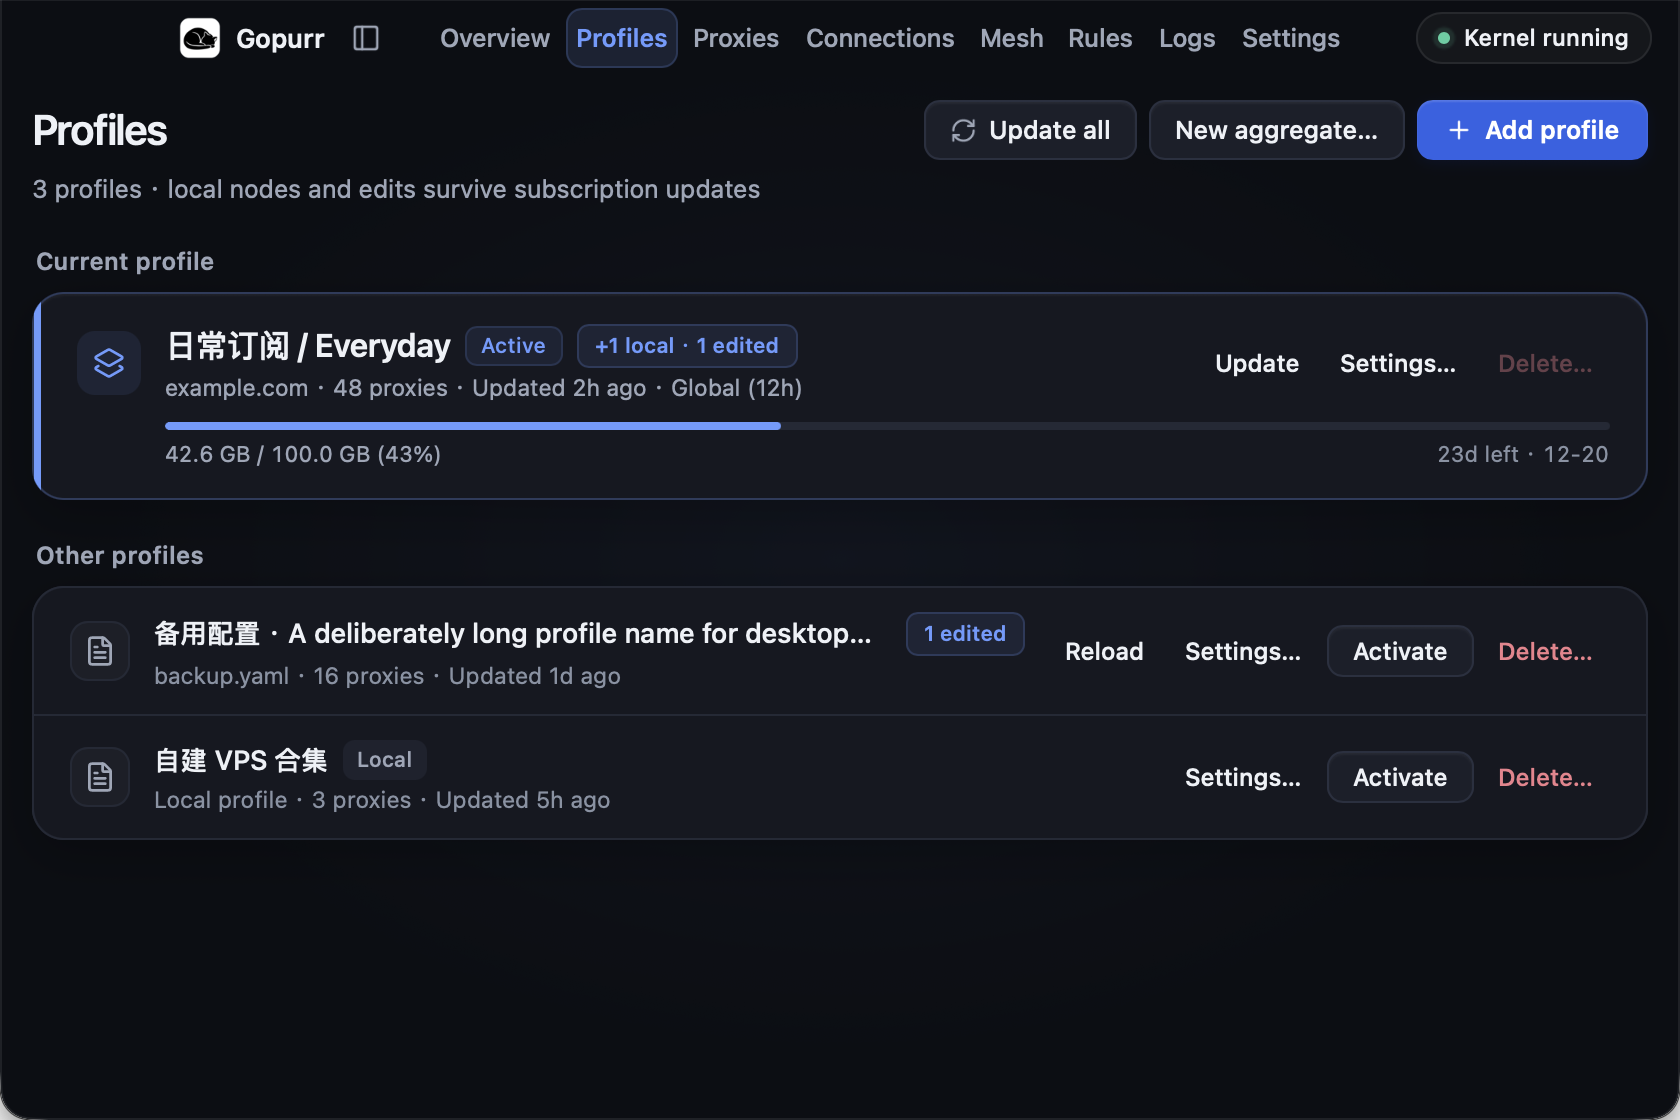 Gopurr Overview Profiles Proxies Connections Mesh Rules Logs Settings Kernel running
Profiles
Update all New aggregate... + Add profile
3 profiles · local nodes and edits survive subscription updates
Current profile
日常订阅 / Everyday Active +1 local · 1 edited
Update Settings... Delete...
example.com · 48 proxies · Updated 2h ago · Global (12h)
42.6 GB / 100.0 GB (43%) 23d left · 12-20
Other profiles
备用配置 · A deliberately long profile name for desktop... 1 edited
Reload Settings... Activate Delete...
backup.yaml · 16 proxies · Updated 1d ago
自建 VPS 合集 Local
Settings... Activate Delete...
Local profile · 3 proxies · Updated 5h ago